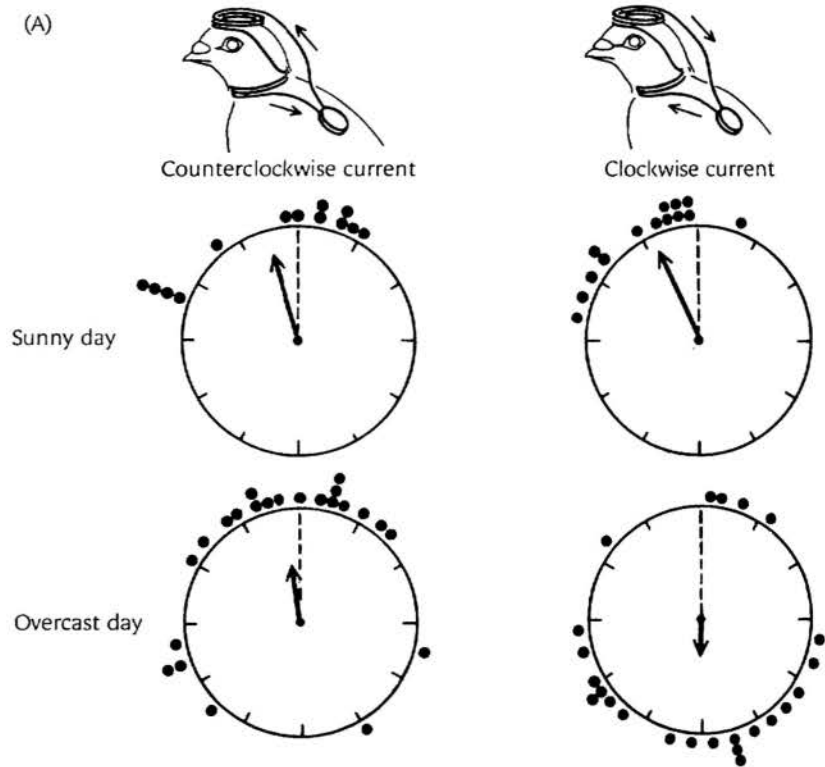 (A)
Counterclockwise current
Clockwise current
Sunny day
Overcast day